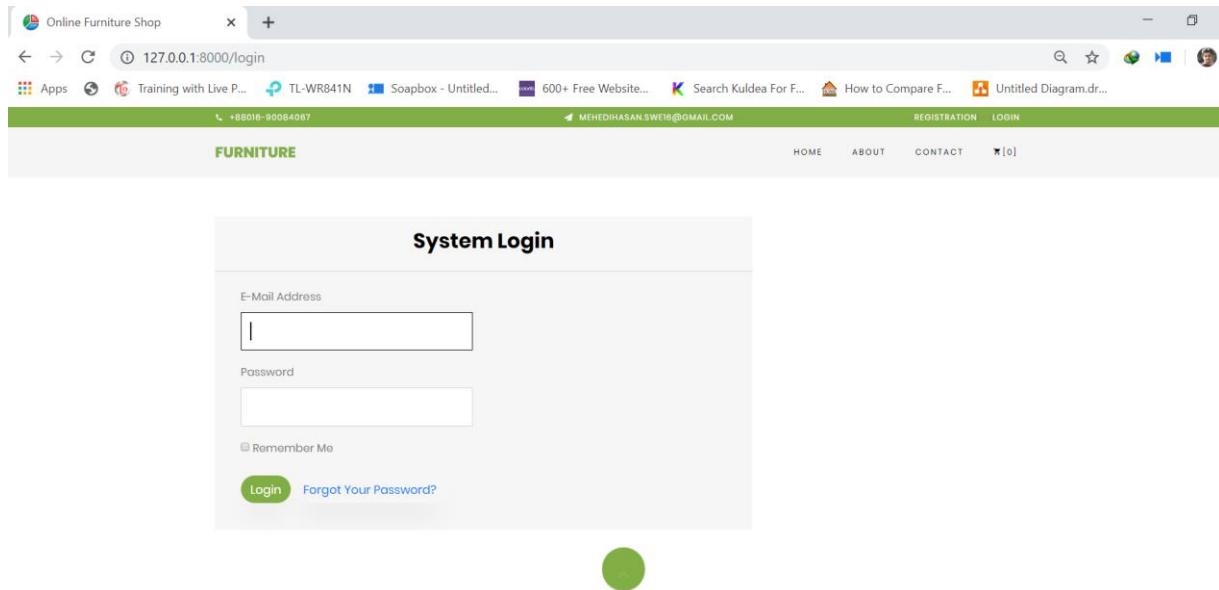 Online Furniture Shop
127.0.0.1:8000/login
Apps Training with Live P... TL-WR841N Soapbox - Untitled... 600+ Free Website... Search Kuldea For F... How to Compare F... Untitled Diagram.dr...
+88016-90084067 MEHEDIHASAN.SWE16@GMAIL.COM REGISTRATION LOGIN
FURNITURE HOME ABOUT CONTACT [0]
System Login
E-Mail Address
Password
Remember Me
Login Forgot Your Password?